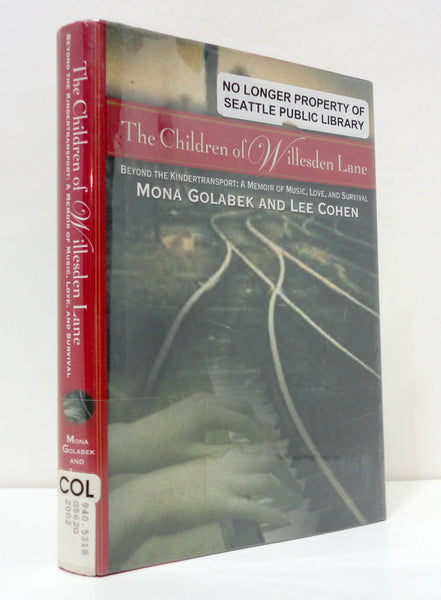 NO LONGER PROPERTY OF
SEATTLE PUBLIC LIBRARY
The Children of Willesden Lane
BEYOND THE KINDERTRANSPORT: A MEMOIR OF MUSIC, LOVE, AND SURVIVAL
MONA GOLABEK AND LEE COHEN
The Children of Willesden Lane
BEYOND THE KINDERTRANSPORT: A MEMOIR OF MUSIC, LOVE, AND SURVIVAL
MONA
GOLABEK
AND
COL
940.5318
G562G
2002